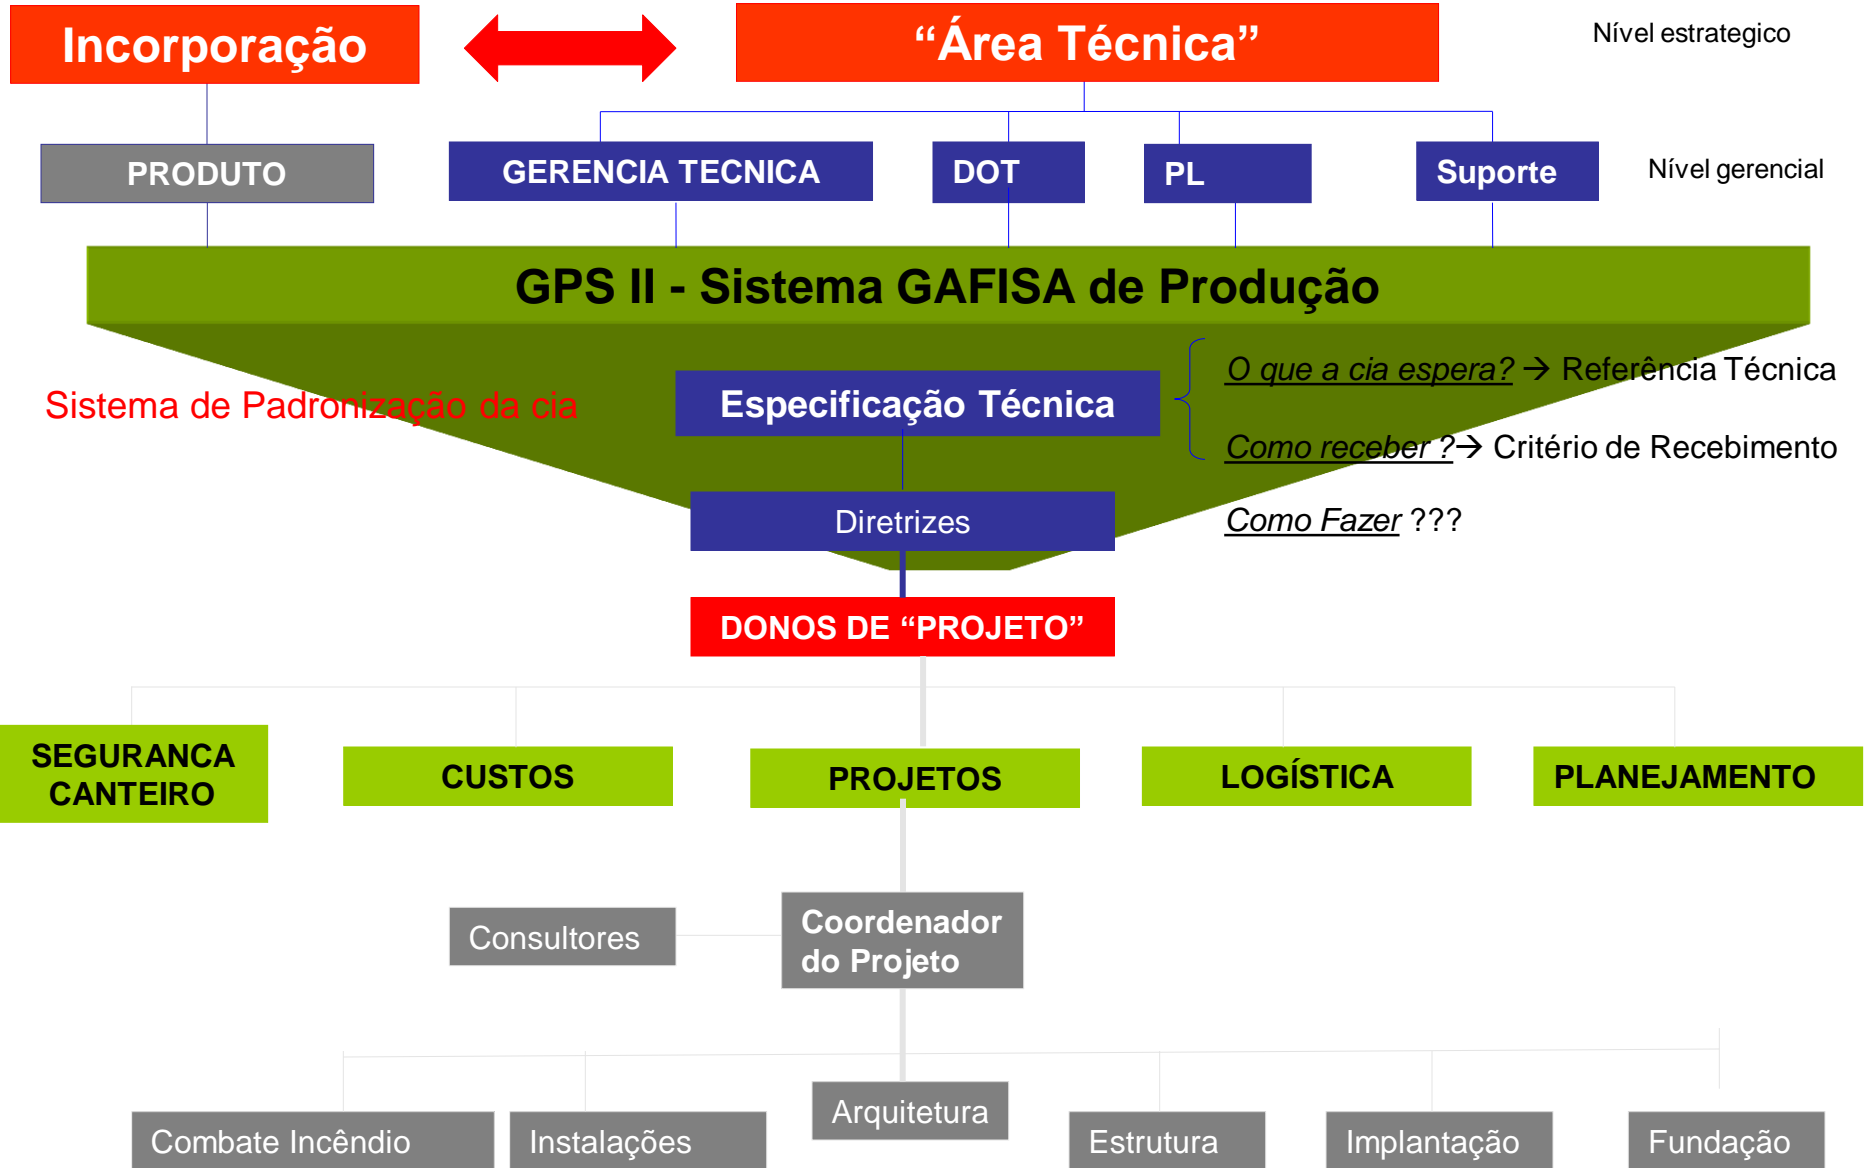 Incorporação
“Área Técnica”
Nível estrategico
PRODUTO
GERENCIA TECNICA
DOT
PL
Suporte
Nível gerencial
GPS II - Sistema GAFISA de Produção
O que a cia espera? → Referência Técnica
Sistema de Padronização da cia
Especificação Técnica
Como receber ?→ Critério de Recebimento
Diretrizes
Como Fazer ???
DONOS DE “PROJETO”
SEGURANCA
CANTEIRO
CUSTOS
PROJETOS
LOGÍSTICA
PLANEJAMENTO
Consultores
Coordenador
do Projeto
Arquitetura
Combate Incêndio
Instalações
Estrutura
Implantação
Fundação